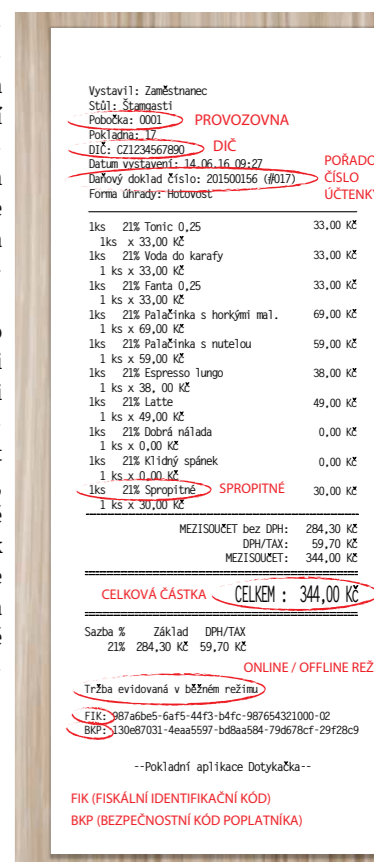 Vystavil: Zaměstnanec
Stůl: Štamgasti
Pobočka: 0001 PROVOZOVNA
Pokladna: 17
DIČ: CZ1234567890 DIČ
Datum vystavení: 14.06.16 09:27
Daňový doklad číslo: 201500156 (#017)
Forma úhrady: Hotovost
POŘADO
ČÍSLO
ÚČTENKY
1ks 21% Tonic 0,25 33,00 Kč
1ks x 33,00 Kč
1ks 21% Voda do karafy 33,00 Kč
1 ks x 33,00 Kč
1ks 21% Fanta 0,25 33,00 Kč
1 ks x 33,00 Kč
1ks 21% Palačinka s horkými mal. 69,00 Kč
1 ks x 69,00 Kč
1ks 21% Palačinka s nutelou 59,00 Kč
1 ks x 59,00 Kč
1ks 21% Espresso lungo 38,00 Kč
1 ks x 38, 00 Kč
1ks 21% Latte 49,00 Kč
1 ks x 49,00 Kč
1ks 21% Dobrá nálada 0,00 Kč
1 ks x 0,00 Kč
1ks 21% Klidný spánek 0,00 Kč
1 ks x 0,00 Kč
1ks 21% Spropitné SPROPITNÉ 30,00 Kč
1 ks x 30,00 Kč
MEZISOUČET bez DPH: 284,30 Kč
DPH/TAX: 59,70 Kč
MEZISOUČET: 344,00 Kč
CELKOVÁ ČÁSTKA CELKEM : 344,00 Kč
Sazba % Základ DPH/TAX
21% 284,30 Kč 59,70 Kč
ONLINE / OFFLINE REŽ
Tržba evidovaná v běžném režimu
FIK: 987a6be5-6af5-44f3-b4fc-987654321000-02
BKP: 130e87031-4eaa5597-bd8aa584-79d678cf-29f28c9
--Pokladní aplikace Dotykačka--
FIK (FISKÁLNÍ IDENTIFIKAČNÍ KÓD)
BKP (BEZPEČNOSTNÍ KÓD POPLATNÍKA)